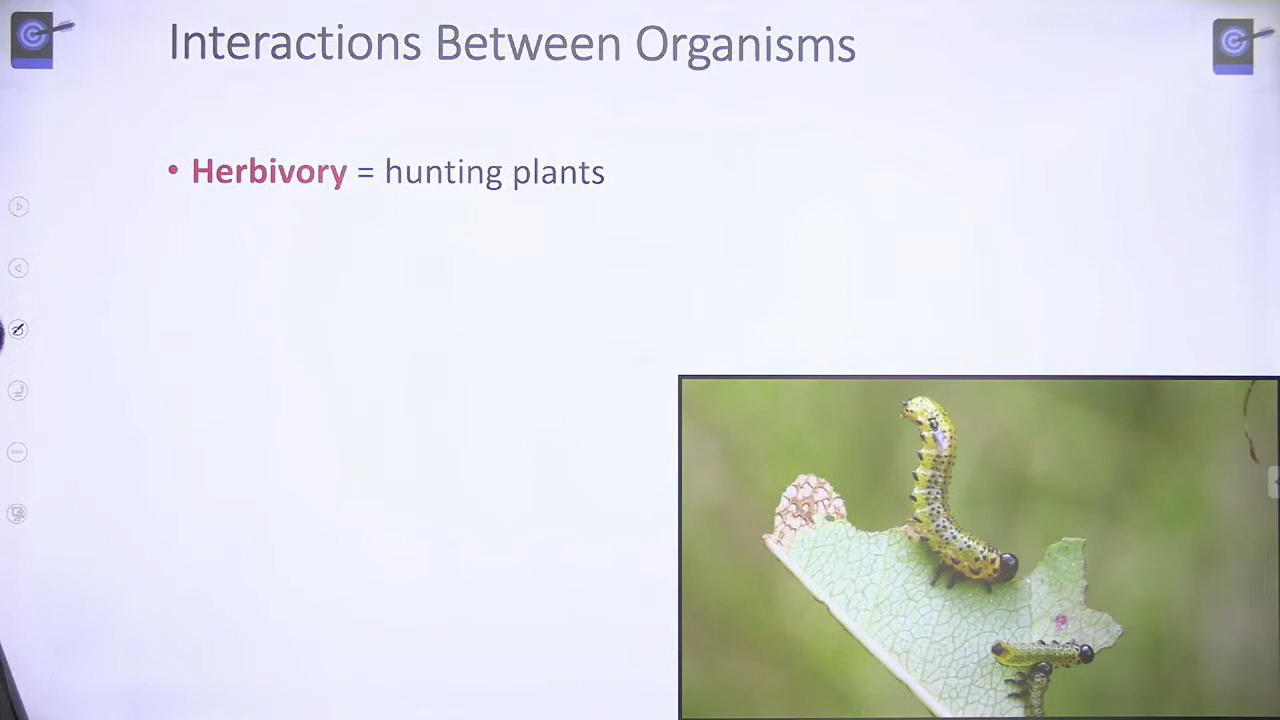 Interactions Between Organisms
• Herbivory = hunting plants